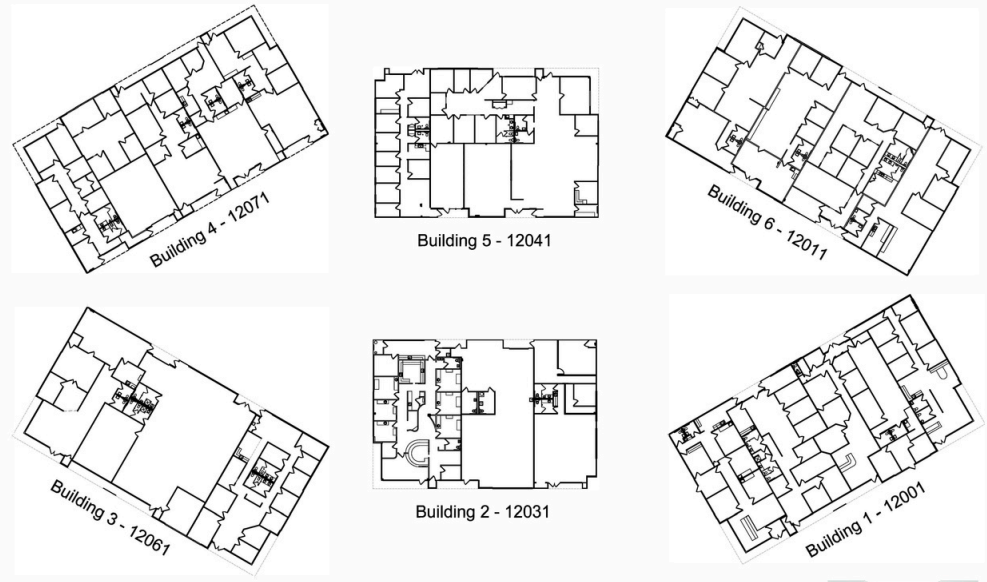 Building 4 - 12071
Building 5 - 12041
Building 6 - 12011
Building 3 - 12061
Building 2 - 12031
Building 1 - 12001